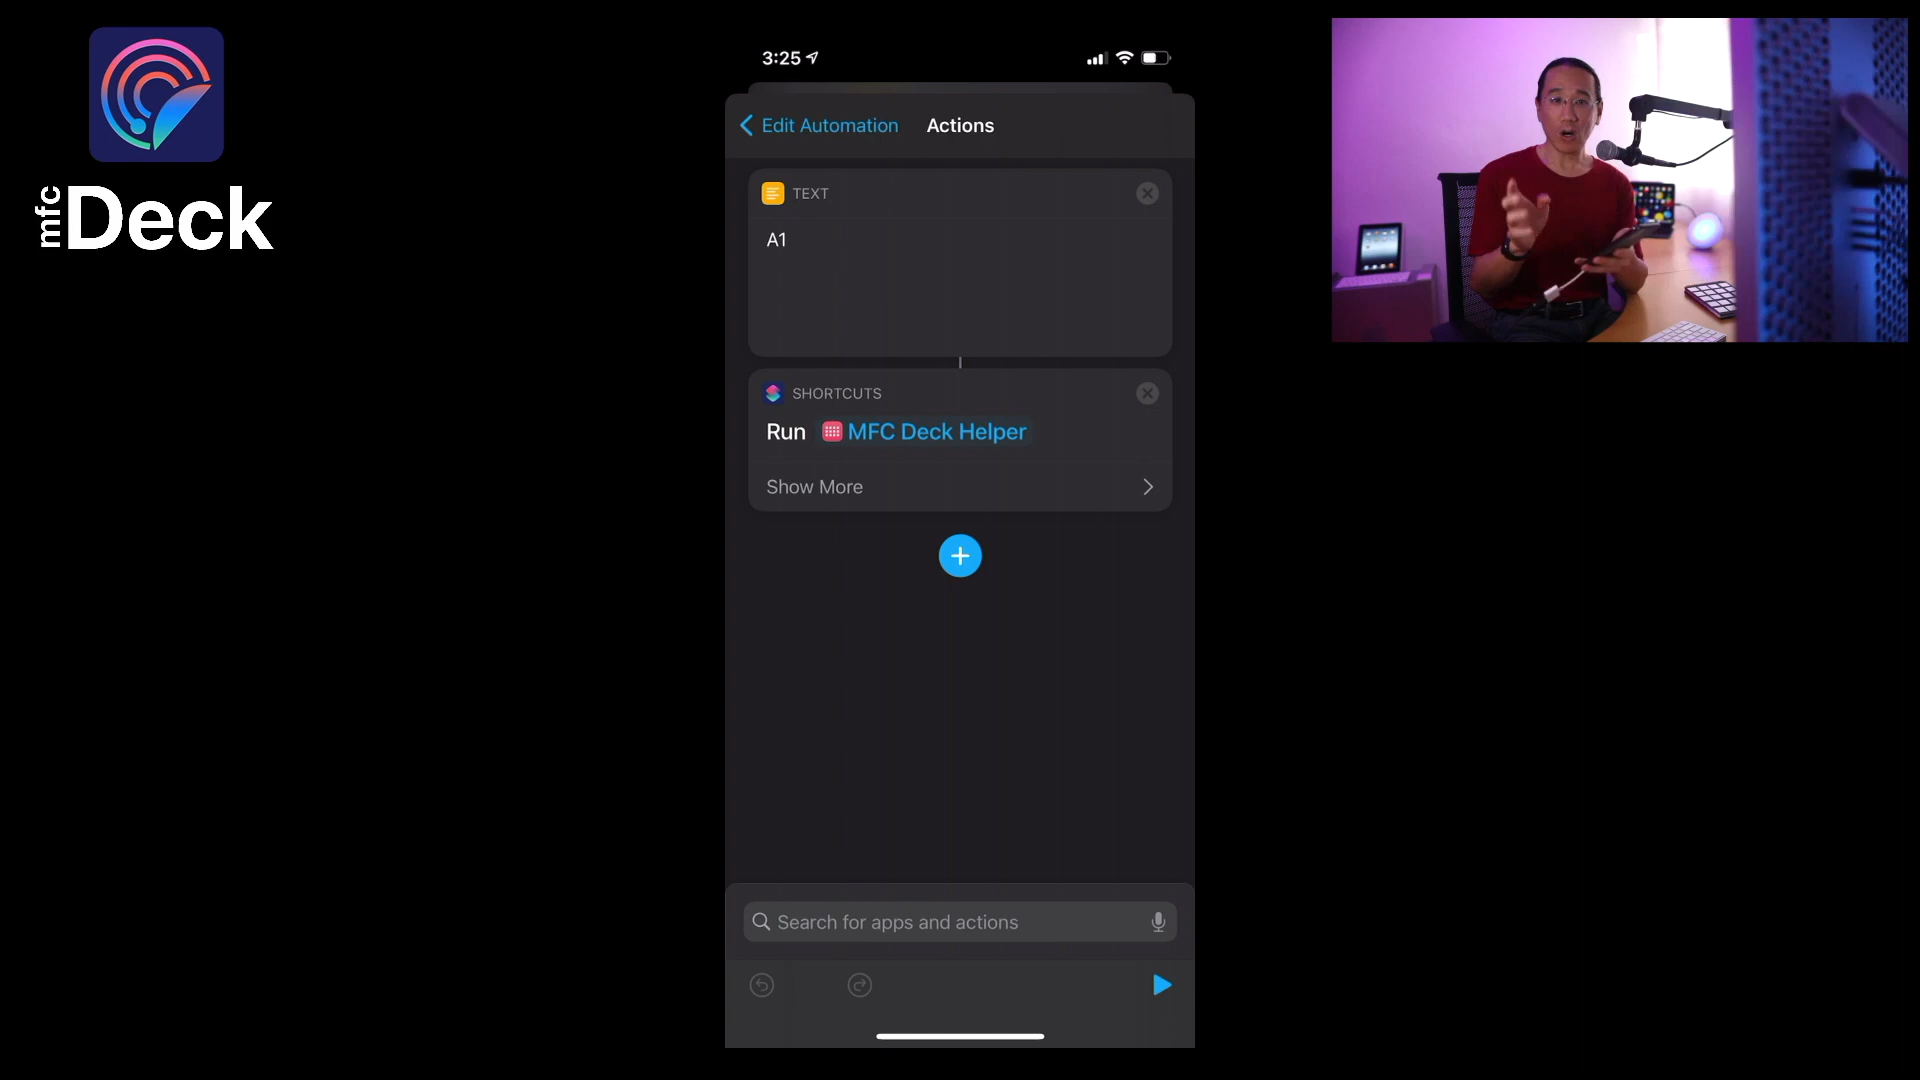 mfc Deck
3:25
Edit Automation
Actions
TEXT
A1
SHORTCUTS
Run MFC Deck Helper
Show More
Search for apps and actions